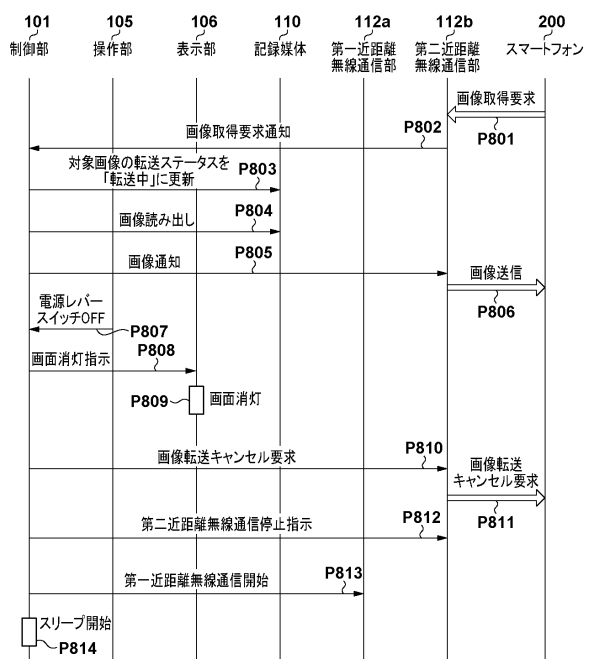 101 105 106 110 112a 112b 200
制御部 操作部 表示部 記録媒体 第一近距離 第二近距離 スマートフォン
無線通信部 無線通信部
画像取得要求
P801
画像取得要求通知
P802
対象画像の転送ステータスを
「転送中」に更新
P803
画像読み出し
P804
画像通知
P805
画像送信
P806
電源レバー
スイッチOFF
P807
画面消灯指示
P808
P809
画面消灯
画像転送キャンセル要求
P810
画像転送
キャンセル要求
P811
第二近距離無線通信停止指示
P812
第一近距離無線通信開始
P813
スリープ開始
P814